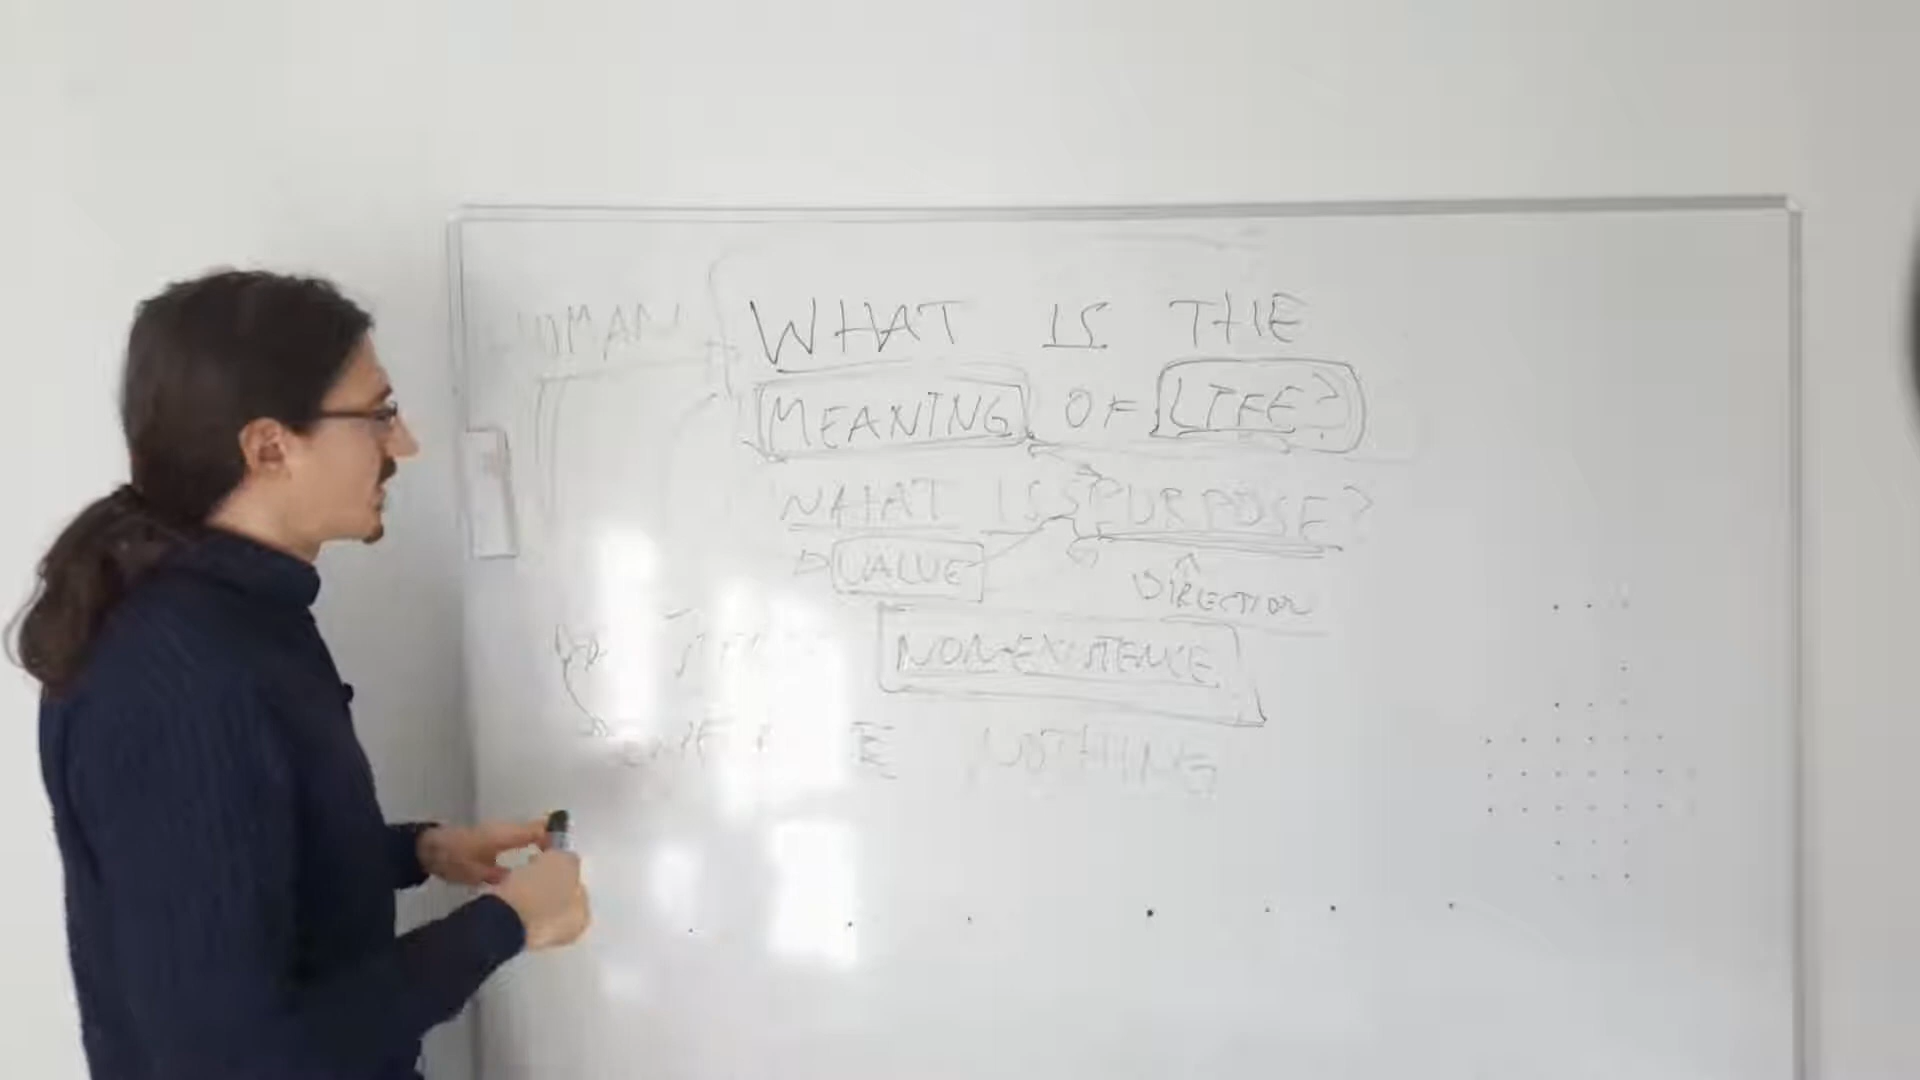 HUMAN WHAT IS THE
MEANING OF LIFE?
WHAT IS PURPOSE?
VALUE
DIRECTION
NON-EXISTENCE
NOTHING